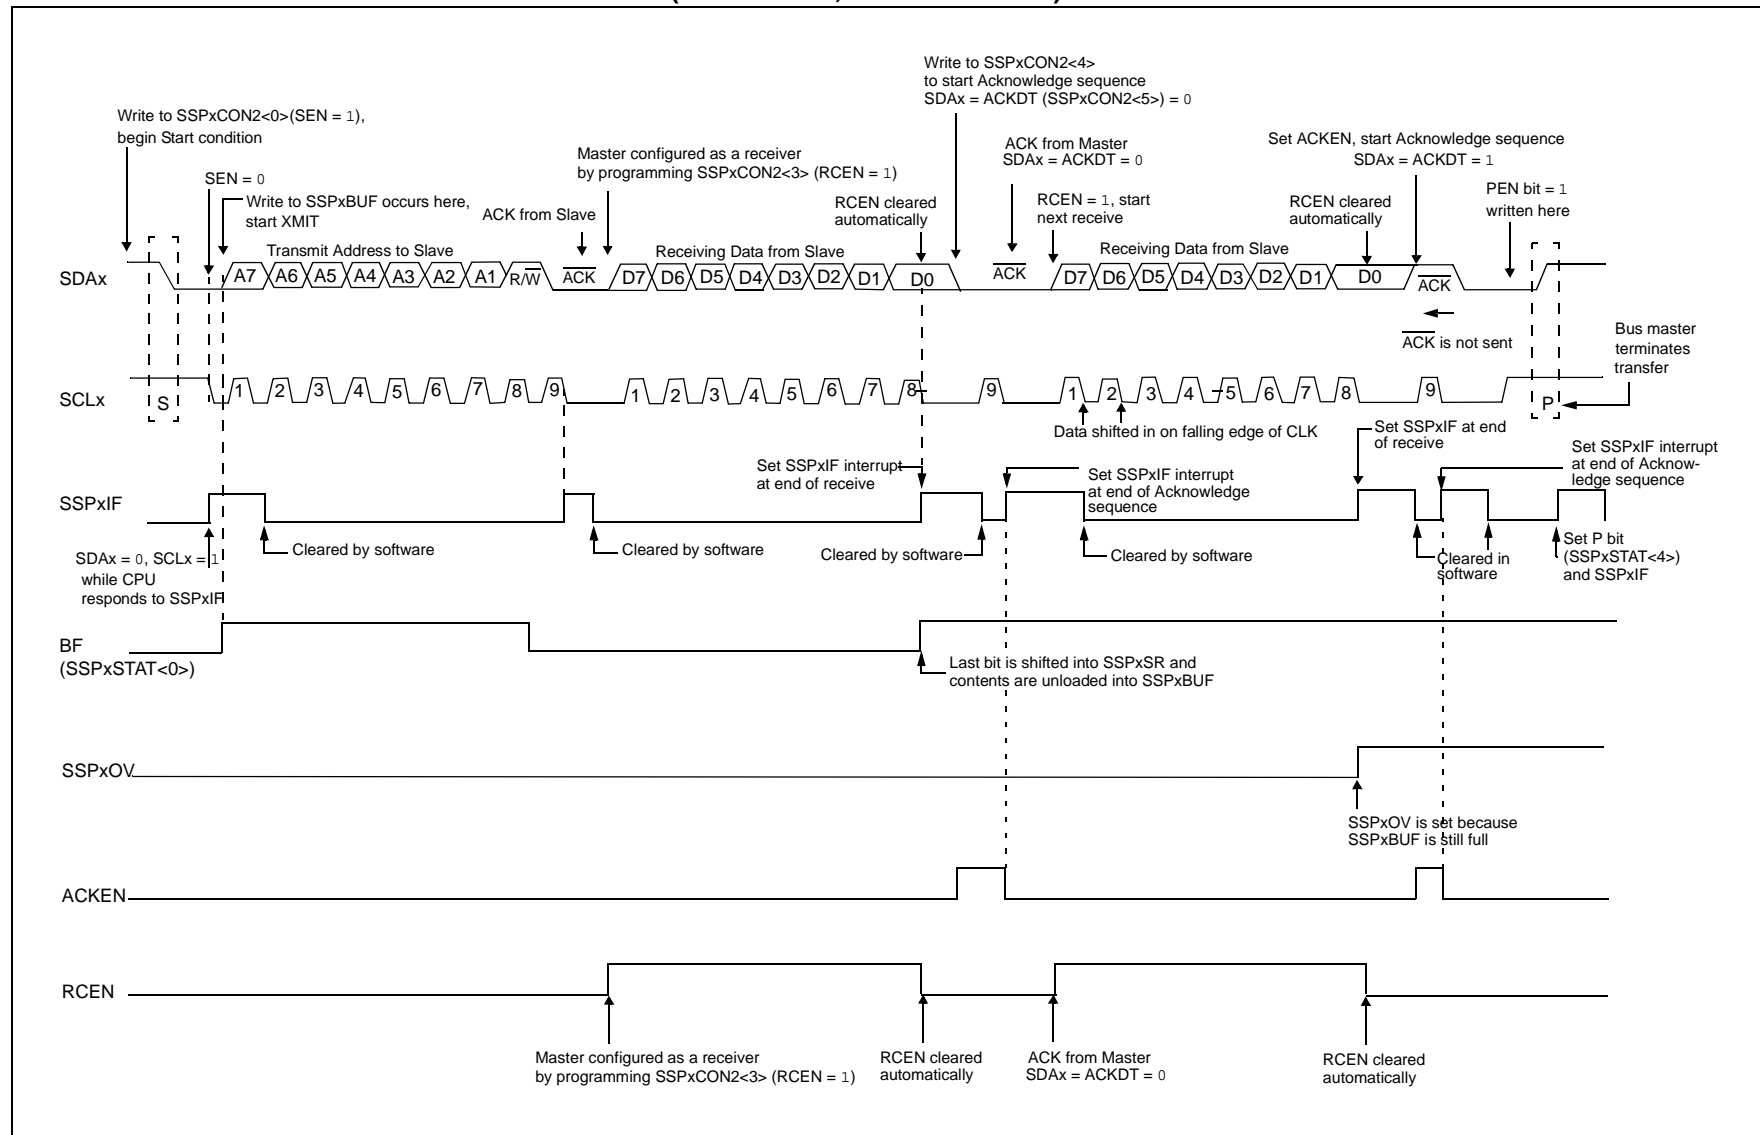 Write to SSPxCON2<4>
to start Acknowledge sequence
SDAx = ACKDT (SSPxCON2<5>) = 0
Write to SSPxCON2<0>(SEN = 1),
begin Start condition
ACK from Master
SDAx = ACKDT = 0
Set ACKEN, start Acknowledge sequence
SDAx = ACKDT = 1
Master configured as a receiver
by programming SSPxCON2<3> (RCEN = 1)
SEN = 0
Write to SSPxBUF occurs here,
start XMIT
ACK from Slave
RCEN cleared
automatically
RCEN = 1, start
next receive
RCEN cleared
automatically
PEN bit = 1
written here
Transmit Address to Slave
Receiving Data from Slave
Receiving Data from Slave
SDAx
A7 A6 A5 A4 A3 A2 A1 R/W ACK D7 D6 D5 D4 D3 D2 D1 D0 ACK D7 D6 D5 D4 D3 D2 D1 D0 ACK
ACK is not sent
Bus master
terminates
transfer
SCLx
S 1 2 3 4 5 6 7 8 9 1 2 3 4 5 6 7 8 9 1 2 3 4 5 6 7 8 9 P
Data shifted in on falling edge of CLK
Set SSPxIF at end
of receive
Set SSPxIF interrupt
at end of receive
Set SSPxIF interrupt
at end of Acknowledge
sequence
Set SSPxIF interrupt
at end of Acknow-
ledge sequence
SSPxIF
SDAx = 0, SCLx = 1
while CPU
responds to SSPxIF
Cleared by software
Cleared by software
Cleared by software
Cleared by software
Cleared in
software
Set P bit
(SSPxSTAT<4>)
and SSPxIF
BF
(SSPxSTAT<0>)
Last bit is shifted into SSPxSR and
contents are unloaded into SSPxBUF
SSPxOV
SSPxOV is set because
SSPxBUF is still full
ACKEN
RCEN
Master configured as a receiver
by programming SSPxCON2<3> (RCEN = 1)
RCEN cleared
automatically
ACK from Master
SDAx = ACKDT = 0
RCEN cleared
automatically